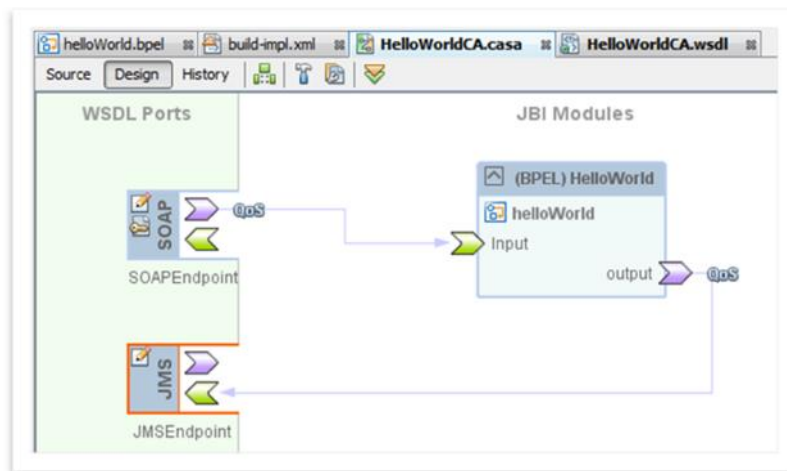 helloWorld.bpel build-impl.xml HelloWorldCA.casa HelloWorldCA.wsdl
Source Design History
WSDL Ports JBI Modules
(BPEL) HelloWorld
helloWorld
SOAP
QoS
Input
SOAPEndpoint
output
QoS
JMS
JMSEndpoint